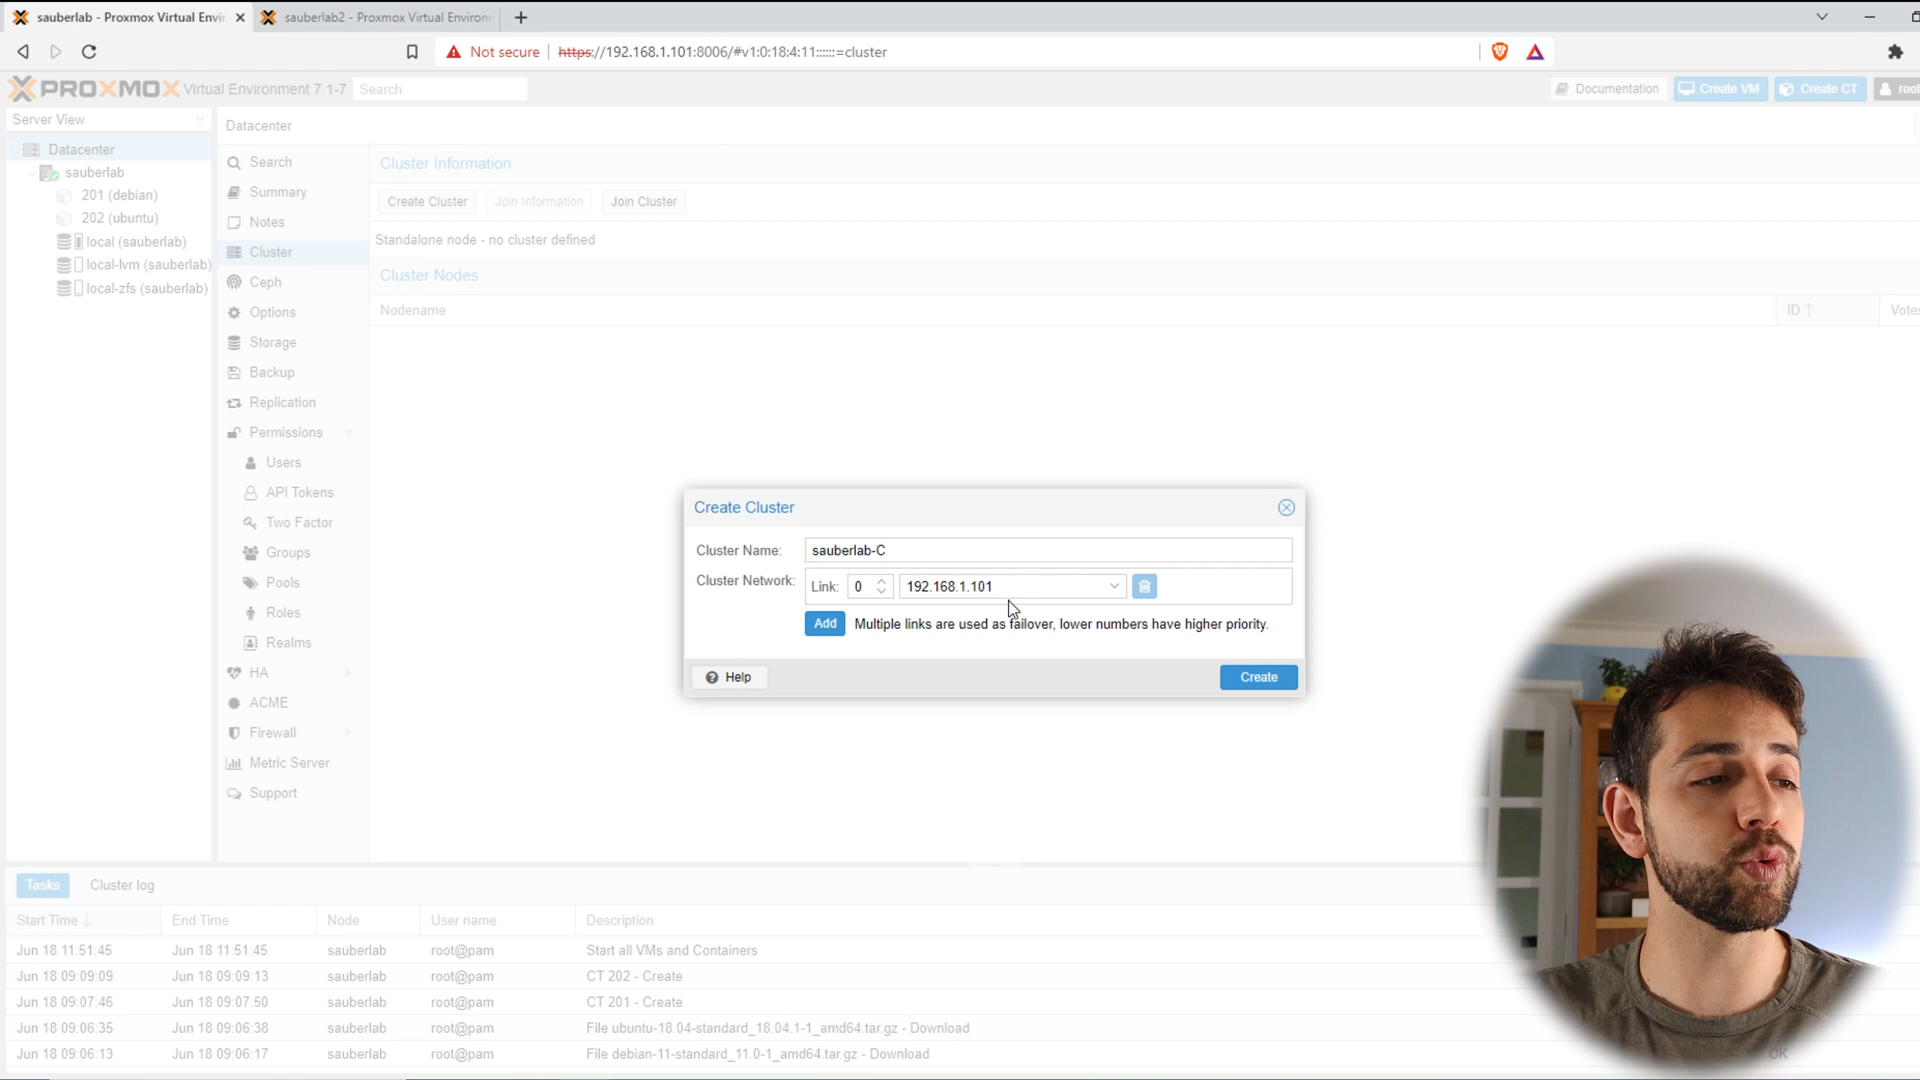 sauberlab - Proxmox Virtual Envir
sauberlab2 - Proxmox Virtual Environ
Not secure
https://192.168.1.101:8006/#v1:0:18:4:11::::::=cluster
PROXMOX Virtual Environment 7.1-7
Search
Documentation
Create VM
Create CT
root
Server View
Datacenter
sauberlab
201 (debian)
202 (ubuntu)
local (sauberlab)
local-lvm (sauberlab)
local-zfs (sauberlab)
Datacenter
Search
Summary
Notes
Cluster
Ceph
Options
Storage
Backup
Replication
Permissions
Users
API Tokens
Two Factor
Groups
Pools
Roles
Realms
HA
ACME
Firewall
Metric Server
Support
Cluster Information
Create Cluster
Join Information
Join Cluster
Standalone node - no cluster defined
Cluster Nodes
Nodename
ID
Votes
Create Cluster
Cluster Name: sauberlab-C
Cluster Network: Link: 0 192.168.1.101
Add Multiple links are used as failover, lower numbers have higher priority.
Help
Create
Tasks
Cluster log
Start Time End Time Node User name Description
Jun 18 11:51:45 Jun 18 11:51:45 sauberlab root@pam Start all VMs and Containers
Jun 18 09:09:09 Jun 18 09:09:13 sauberlab root@pam CT 202 - Create
Jun 18 09:07:46 Jun 18 09:07:50 sauberlab root@pam CT 201 - Create
Jun 18 09:06:35 Jun 18 09:06:38 sauberlab root@pam File ubuntu-18.04-standard_18.04.1-1_amd64.tar.gz - Download
Jun 18 09:06:13 Jun 18 09:06:17 sauberlab root@pam File debian-11-standard_11.0-1_amd64.tar.gz - Download
OK